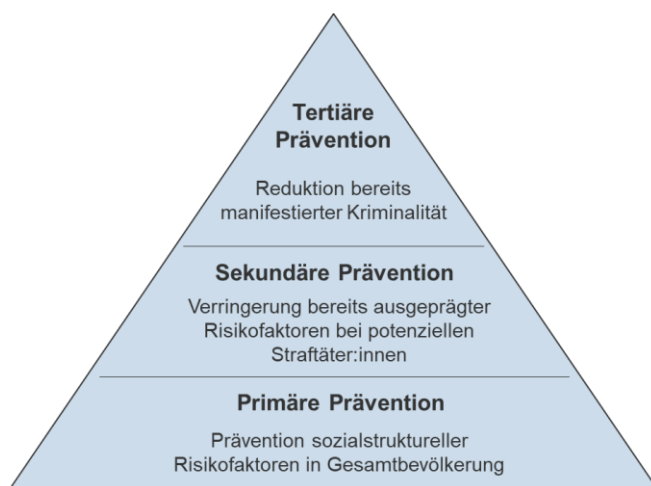 Tertiäre
Prävention
Reduktion bereits
manifestierter Kriminalität
Sekundäre Prävention
Verringerung bereits ausgeprägter
Risikofaktoren bei potenziellen
Straftäter:innen
Primäre Prävention
Prävention sozialstruktureller
Risikofaktoren in Gesamtbevölkerung